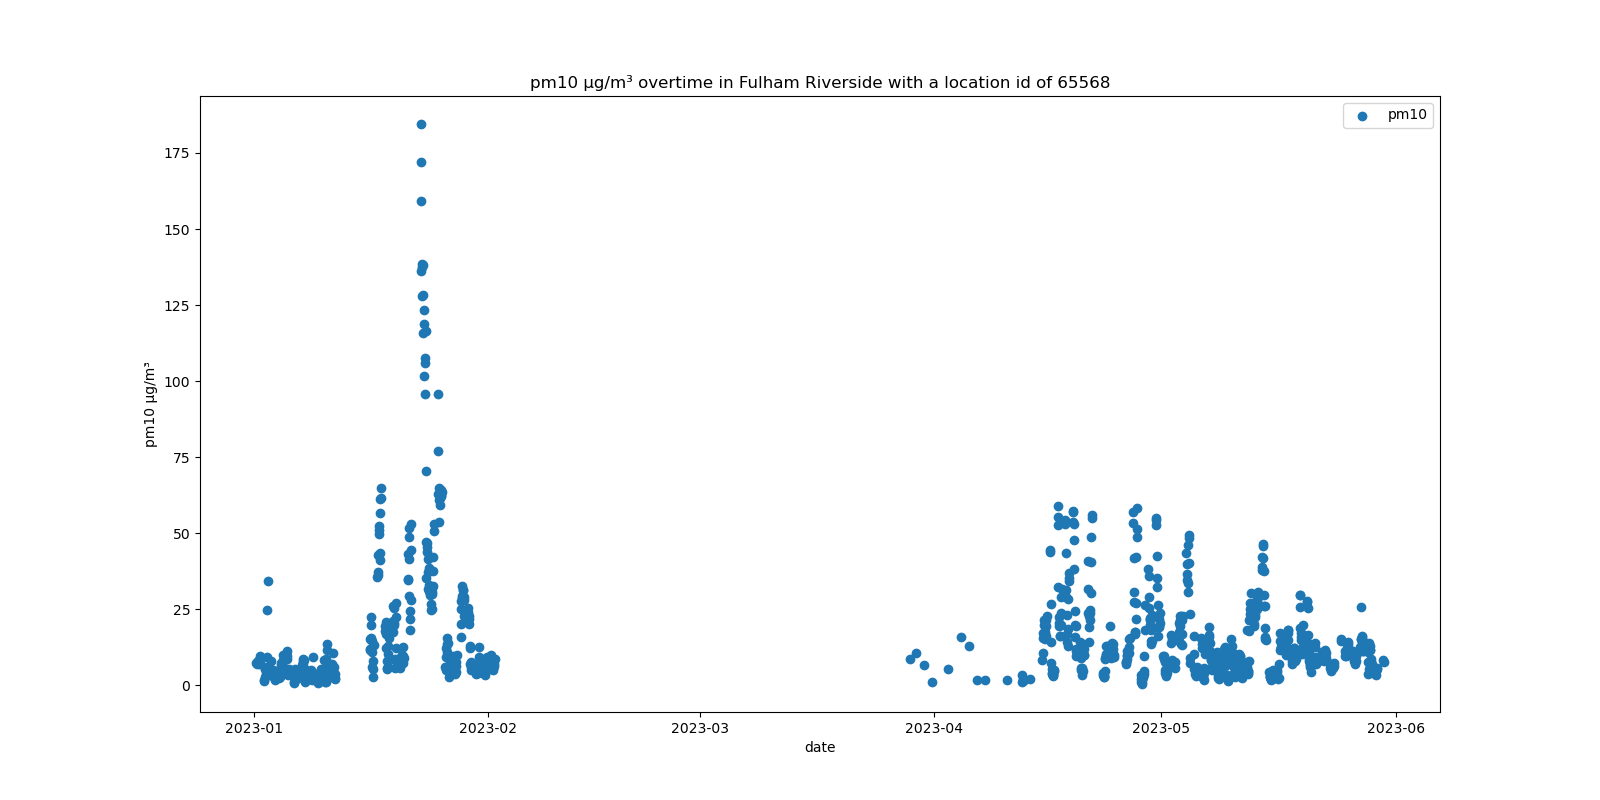 pm10 µg/m³ overtime in Fulham Riverside with a location id of 65568
pm10
175
150
125
100
75
50
25
0
pm10 µg/m³
2023-01 2023-02 2023-03 2023-04 2023-05 2023-06
date